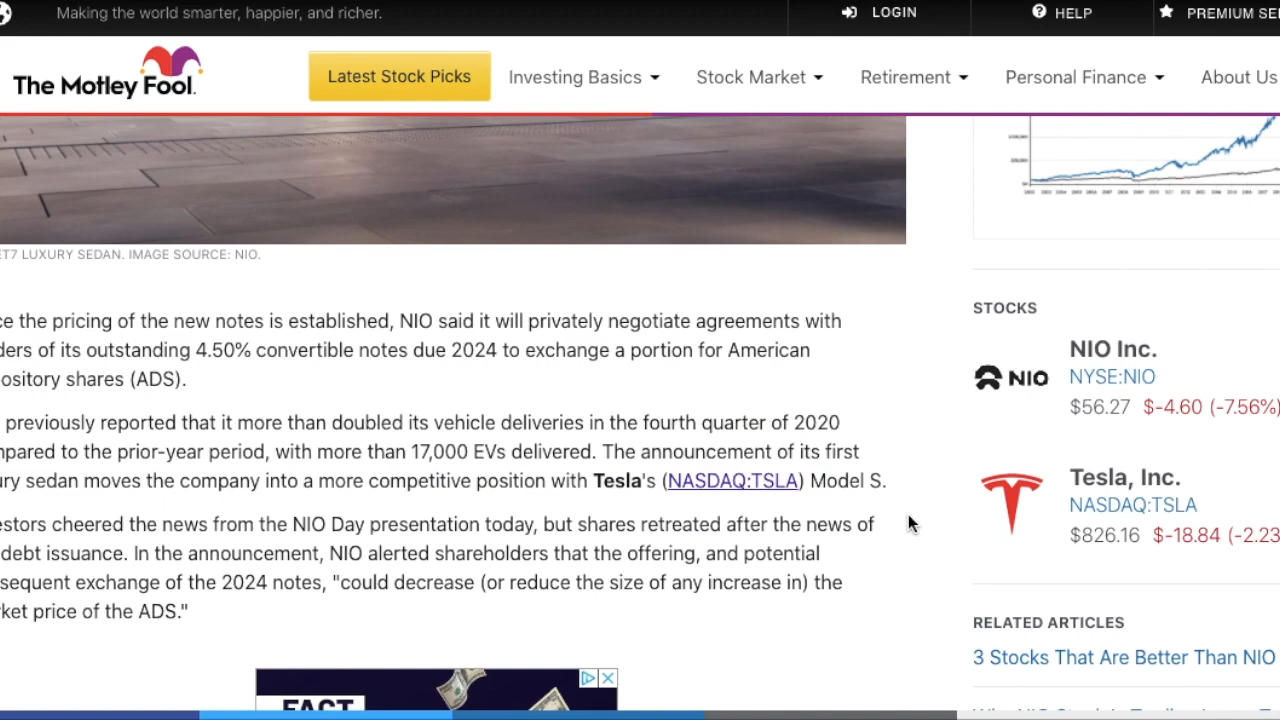 Making the world smarter, happier, and richer.
LOGIN
HELP
PREMIUM SE
The Motley Fool.
Latest Stock Picks
Investing Basics
Stock Market
Retirement
Personal Finance
About Us
ET7 LUXURY SEDAN. IMAGE SOURCE: NIO.
ce the pricing of the new notes is established, NIO said it will privately negotiate agreements with
ders of its outstanding 4.50% convertible notes due 2024 to exchange a portion for American
ository shares (ADS).
previously reported that it more than doubled its vehicle deliveries in the fourth quarter of 2020
npared to the prior-year period, with more than 17,000 EVs delivered. The announcement of its first
ury sedan moves the company into a more competitive position with Tesla's (NASDAQ:TSLA) Model S.
estors cheered the news from the NIO Day presentation today, but shares retreated after the news of
debt issuance. In the announcement, NIO alerted shareholders that the offering, and potential
sequent exchange of the 2024 notes, "could decrease (or reduce the size of any increase in) the
rket price of the ADS."
FACT
STOCKS
NIO
NIO Inc.
NYSE:NIO
$56.27 $-4.60 (-7.56%)
Tesla, Inc.
NASDAQ:TSLA
$826.16 $-18.84 (-2.23
RELATED ARTICLES
3 Stocks That Are Better Than NIO